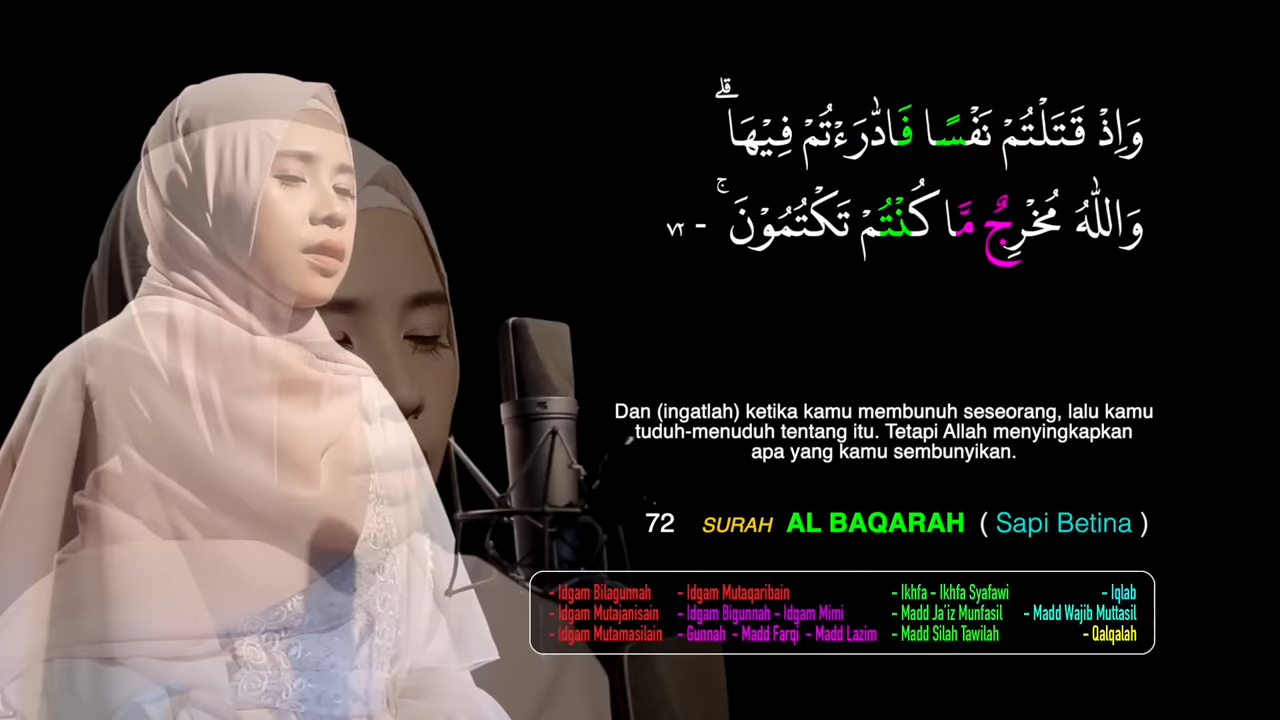 وَاِذْ قَتَلْتُمْ نَفْسًا فَادّٰرَءْتُمْ فِيْهَا ۗ
وَاللّٰهُ مُخْرِجٌ مَّا كُنْتُمْ تَكْتُمُوْنَ ۚ - ٧٢
Dan (ingatlah) ketika kamu membunuh seseorang, lalu kamu
tuduh-menuduh tentang itu. Tetapi Allah menyingkapkan
apa yang kamu sembunyikan.
72 SURAH AL BAQARAH ( Sapi Betina )
- Idgam Bilagunnah - Idgam Mutaqaribain - Ikhfa - Ikhfa Syafawi - Iqlab
- Idgam Mutajanisain - Idgam Bigunnah - Idgam Mimi - Madd Ja'iz Munfasil - Madd Wajib Muttasil
- Idgam Mutamasilain - Gunnah - Madd Farqi - Madd Lazim - Madd Silah Tawilah - Qalqalah